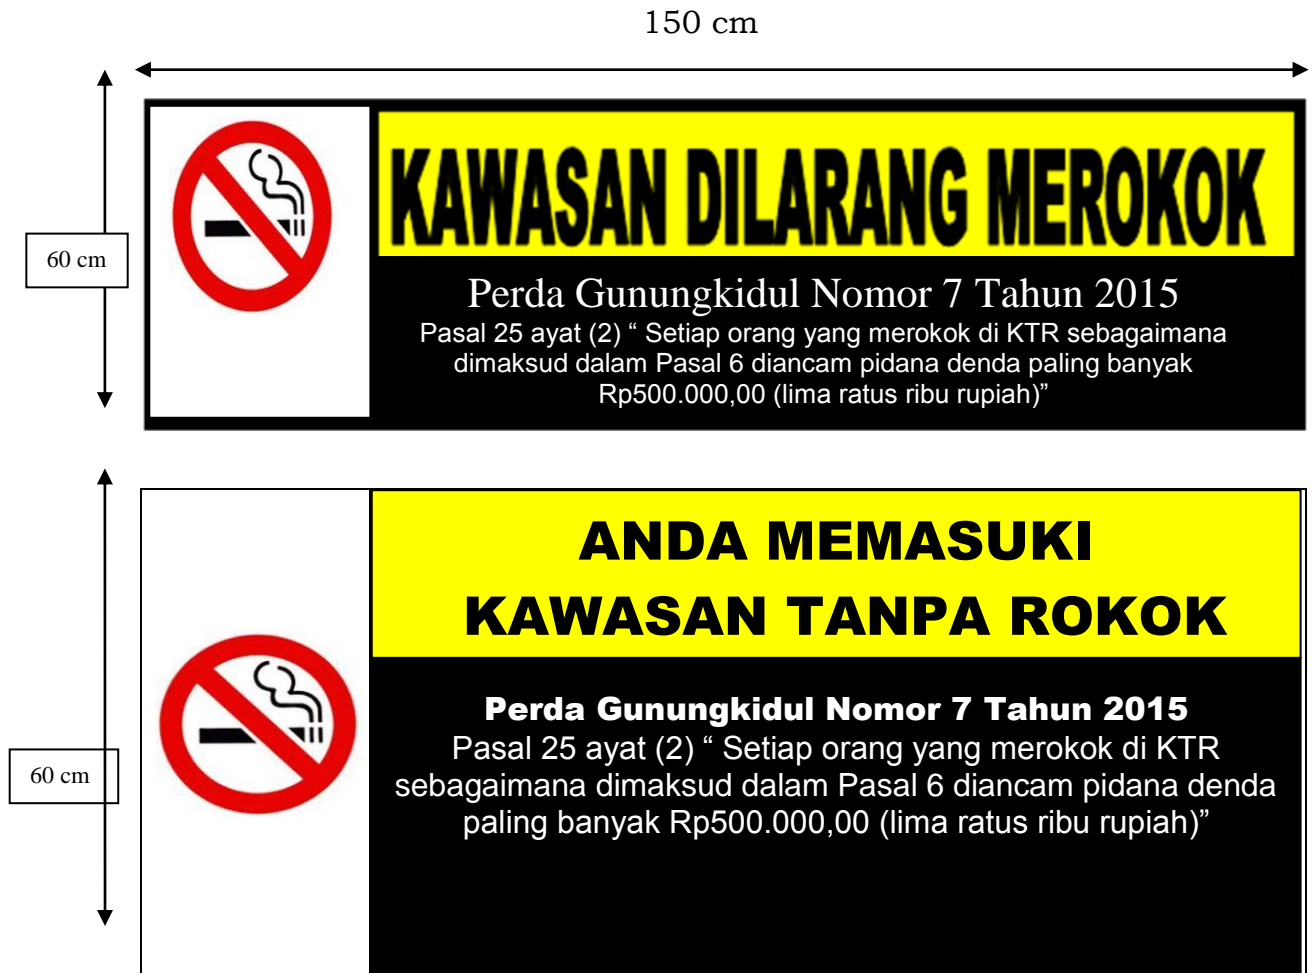 150 cm
60 cm
KAWASAN DILARANG MEROKOK
Perda Gunungkidul Nomor 7 Tahun 2015
Pasal 25 ayat (2) “ Setiap orang yang merokok di KTR sebagaimana
dimaksud dalam Pasal 6 diancam pidana denda paling banyak
Rp500.000,00 (lima ratus ribu rupiah)”
60 cm
ANDA MEMASUKI
KAWASAN TANPA ROKOK
Perda Gunungkidul Nomor 7 Tahun 2015
Pasal 25 ayat (2) “ Setiap orang yang merokok di KTR
sebagaimana dimaksud dalam Pasal 6 diancam pidana denda
paling banyak Rp500.000,00 (lima ratus ribu rupiah)”